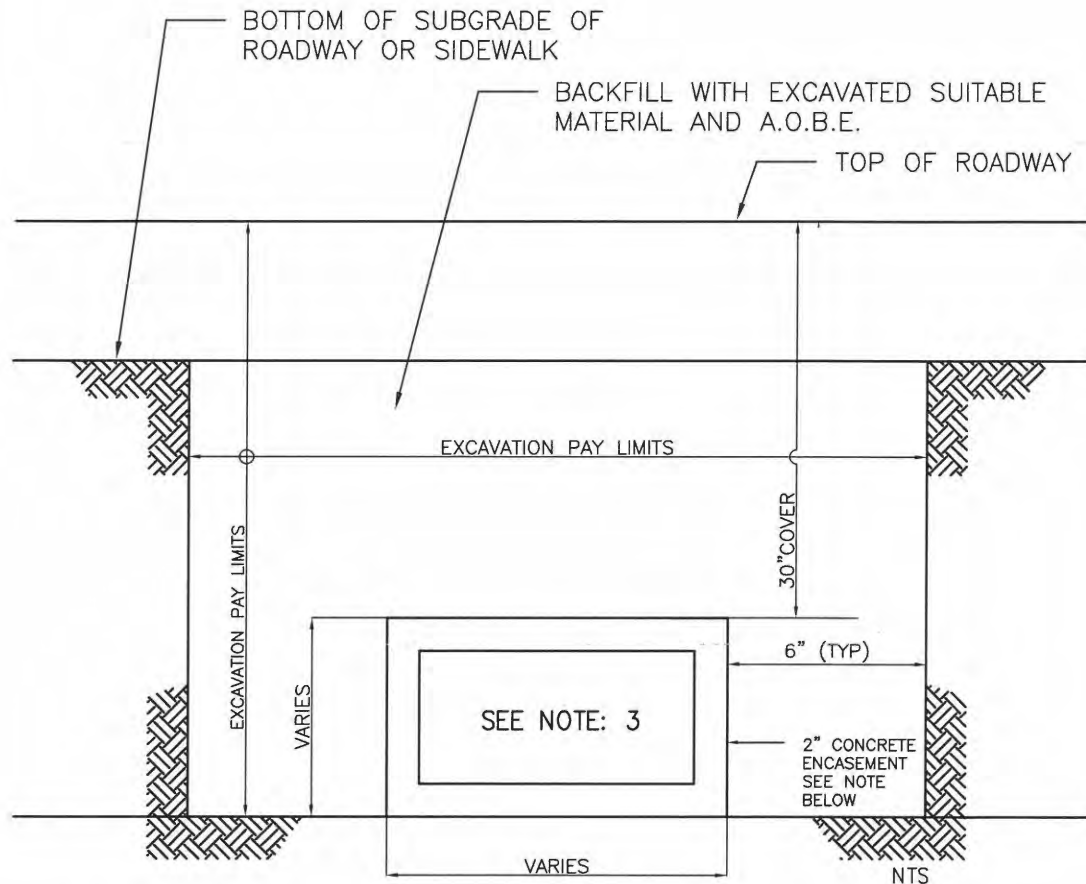 BOTTOM OF SUBGRADE OF
ROADWAY OR SIDEWALK
BACKFILL WITH EXCAVATED SUITABLE
MATERIAL AND A.O.B.E.
TOP OF ROADWAY
EXCAVATION PAY LIMITS
EXCAVATION PAY LIMITS
30"COVER
VARIES
6" (TYP)
SEE NOTE: 3
2" CONCRETE
ENCASEMENT
SEE NOTE
BELOW
VARIES
NTS